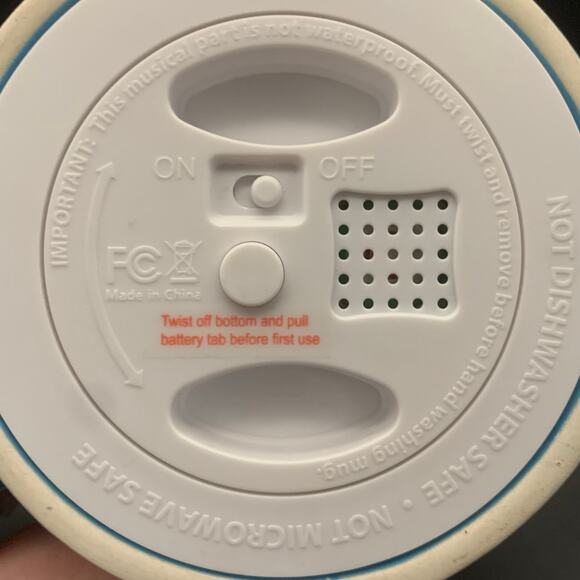 IMPORTANT: This musical part is not waterproof. Must twist and remove before hand washing mug.
ON OFF
FC
Made in China
Twist off bottom and pull
battery tab before first use
NOT DISHWASHER SAFE • NOT MICROWAVE SAFE